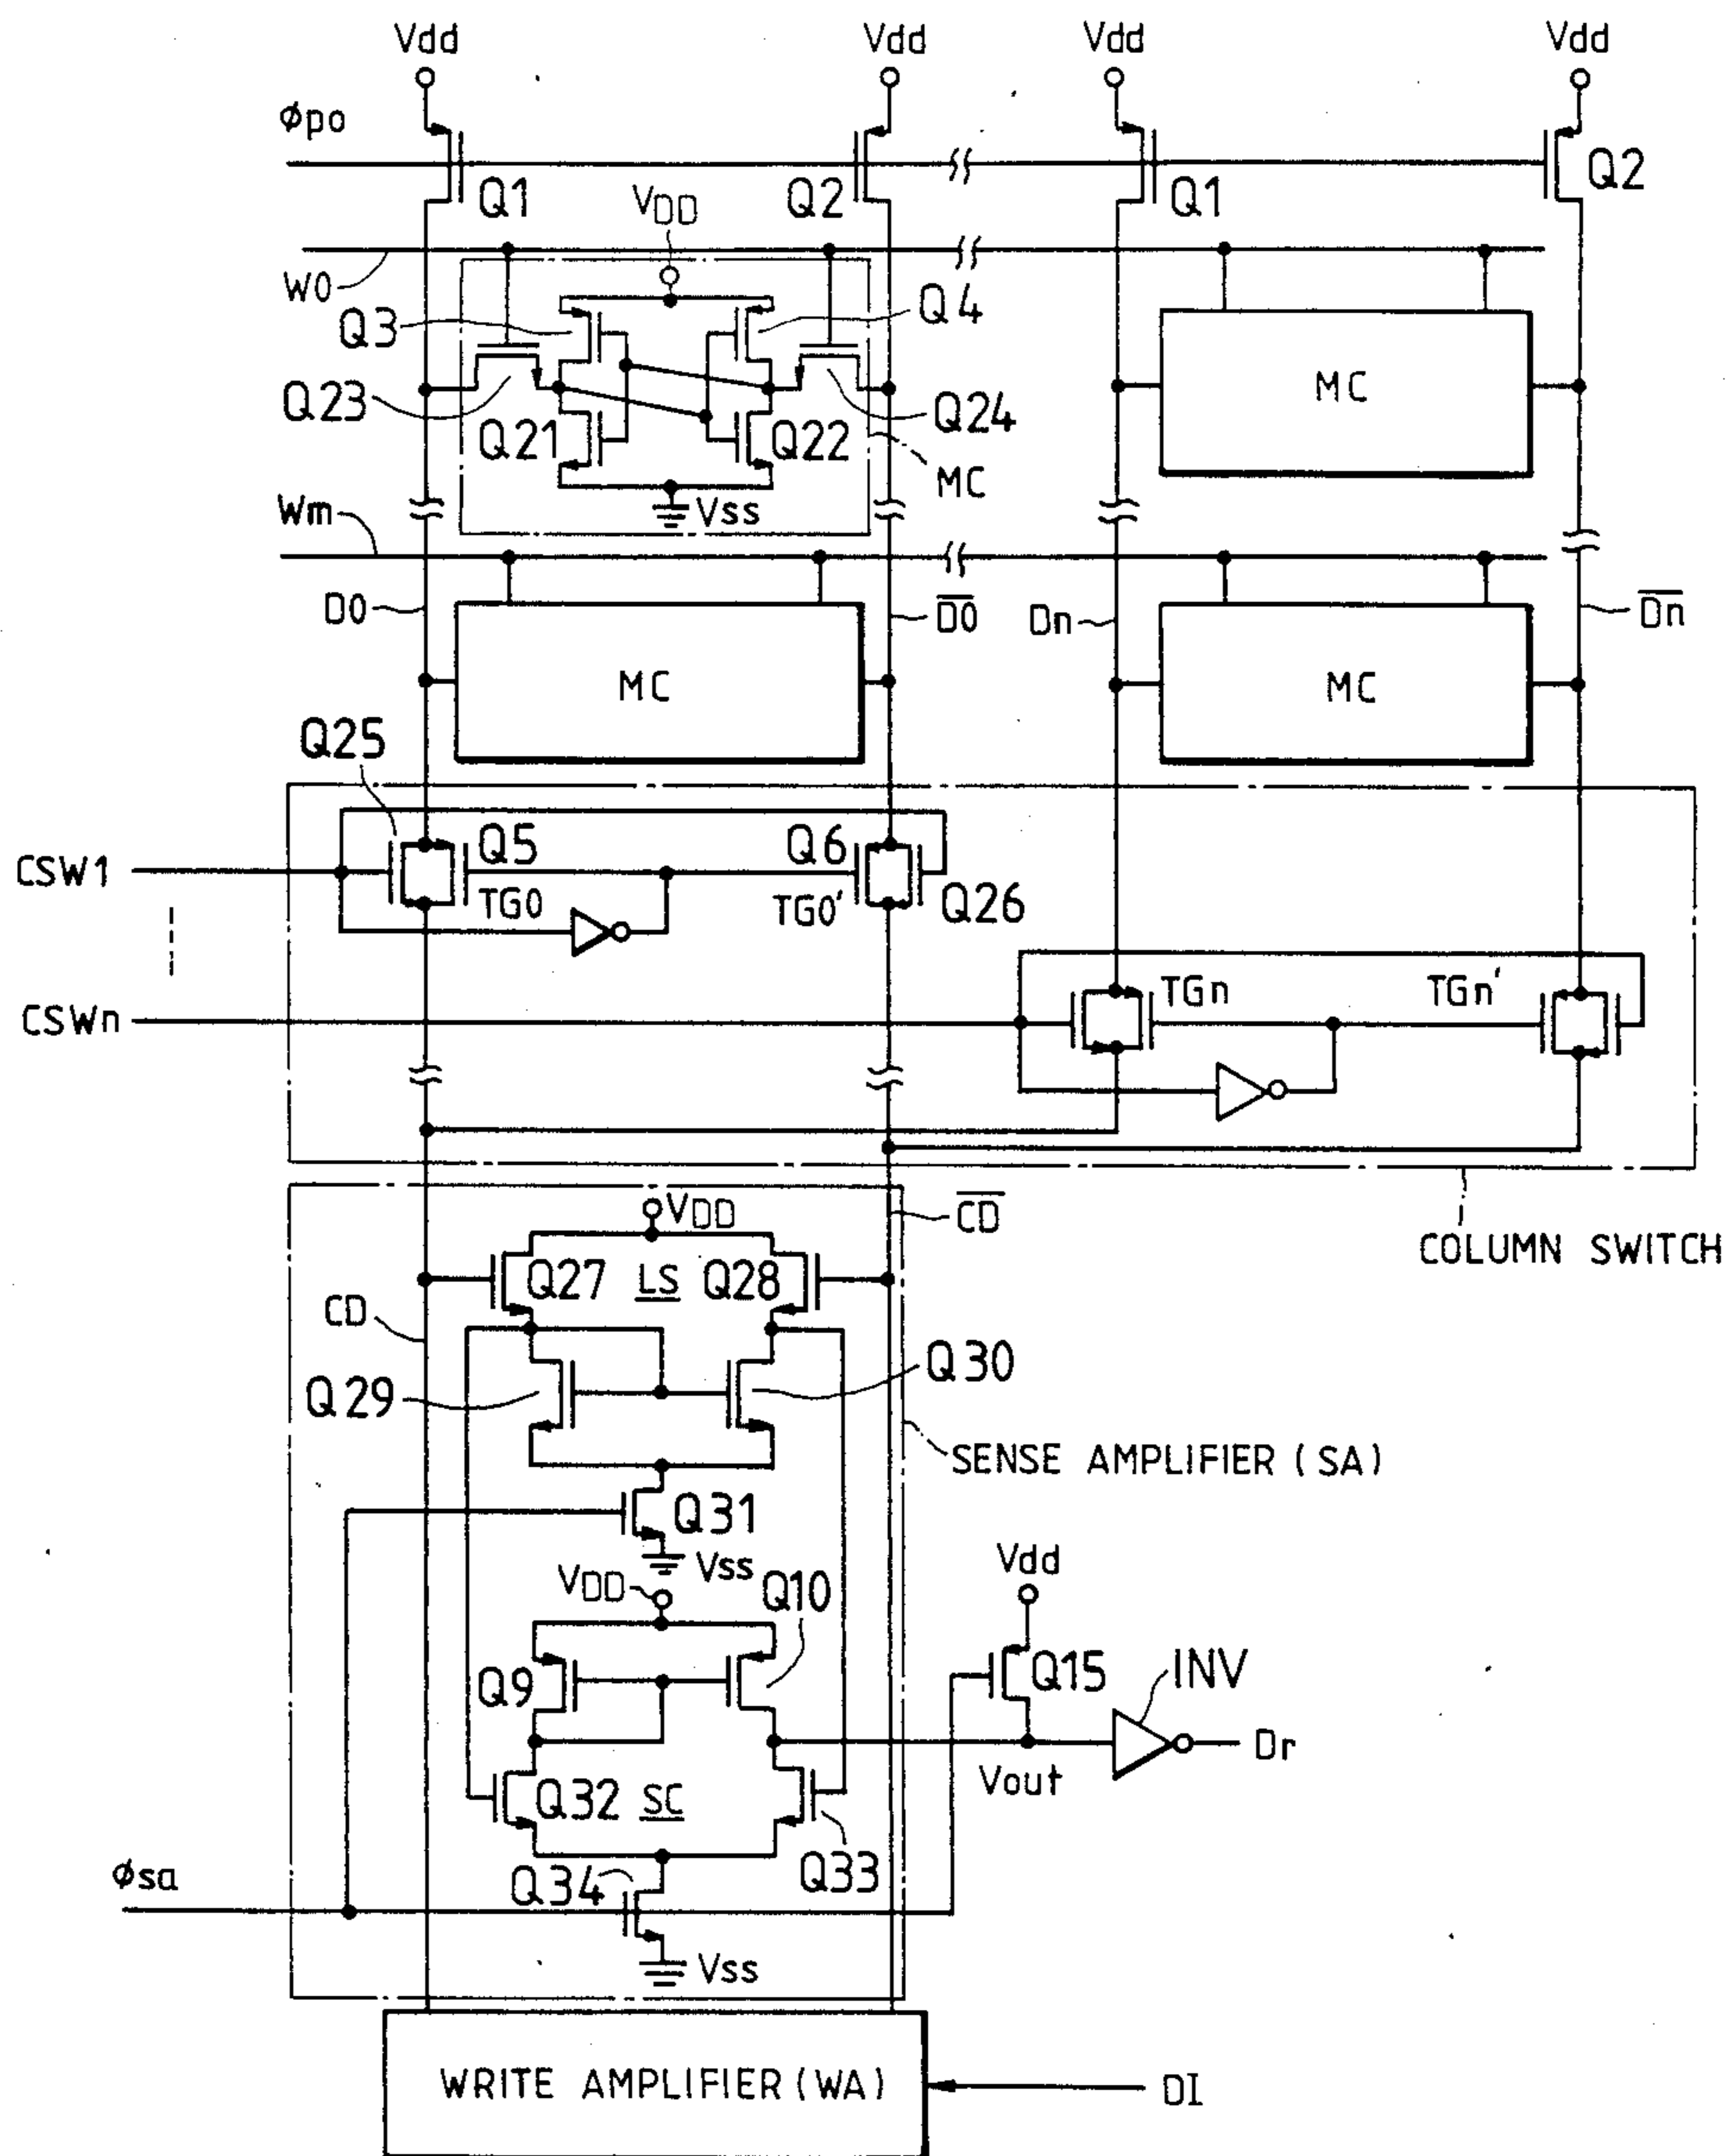 Vdd Vdd Vdd Vdd
φpo
Q1 Q2 Q1 Q2
VDD
W0
Q3 Q4
MC
Q23 Q24
Q21 Q22
MC
Vss
Wm
D0 D̅0̅ Dn D̅n̅
MC MC
Q25
Q5 Q6
CSW1
TG0 TG0' Q26
TGn TGn'
CSWn
VDD
C̅D̅
COLUMN SWITCH
Q27 LS Q28
CD
Q29 Q30
SENSE AMPLIFIER (SA)
Q31
Vss
Vdd
VDD
Q10
Q9
Q15
INV
Dr
Vout
Q32 SC
Q33
φsa
Q34
Vss
WRITE AMPLIFIER (WA)
DI